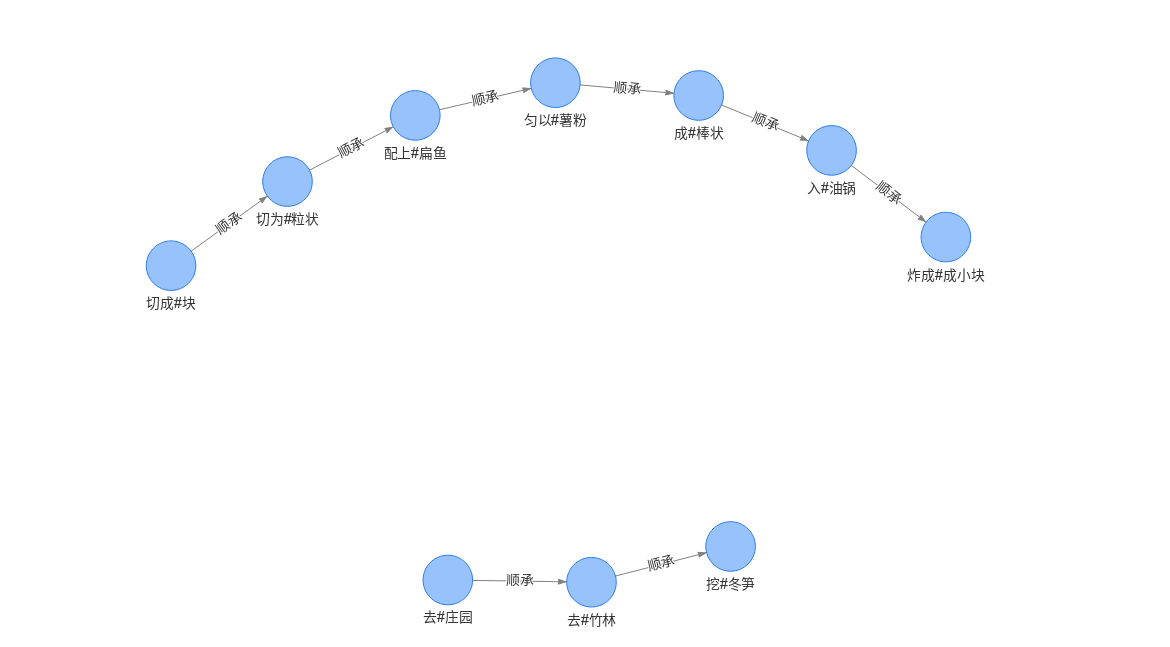 匀以#薯粉
顺承
成#棒状
顺承
配上#扁鱼
顺承
入#油锅
顺承
切为#粒状
顺承
炸成#成小块
顺承
切成#块
挖#冬笋
顺承
去#竹林
顺承
去#庄园